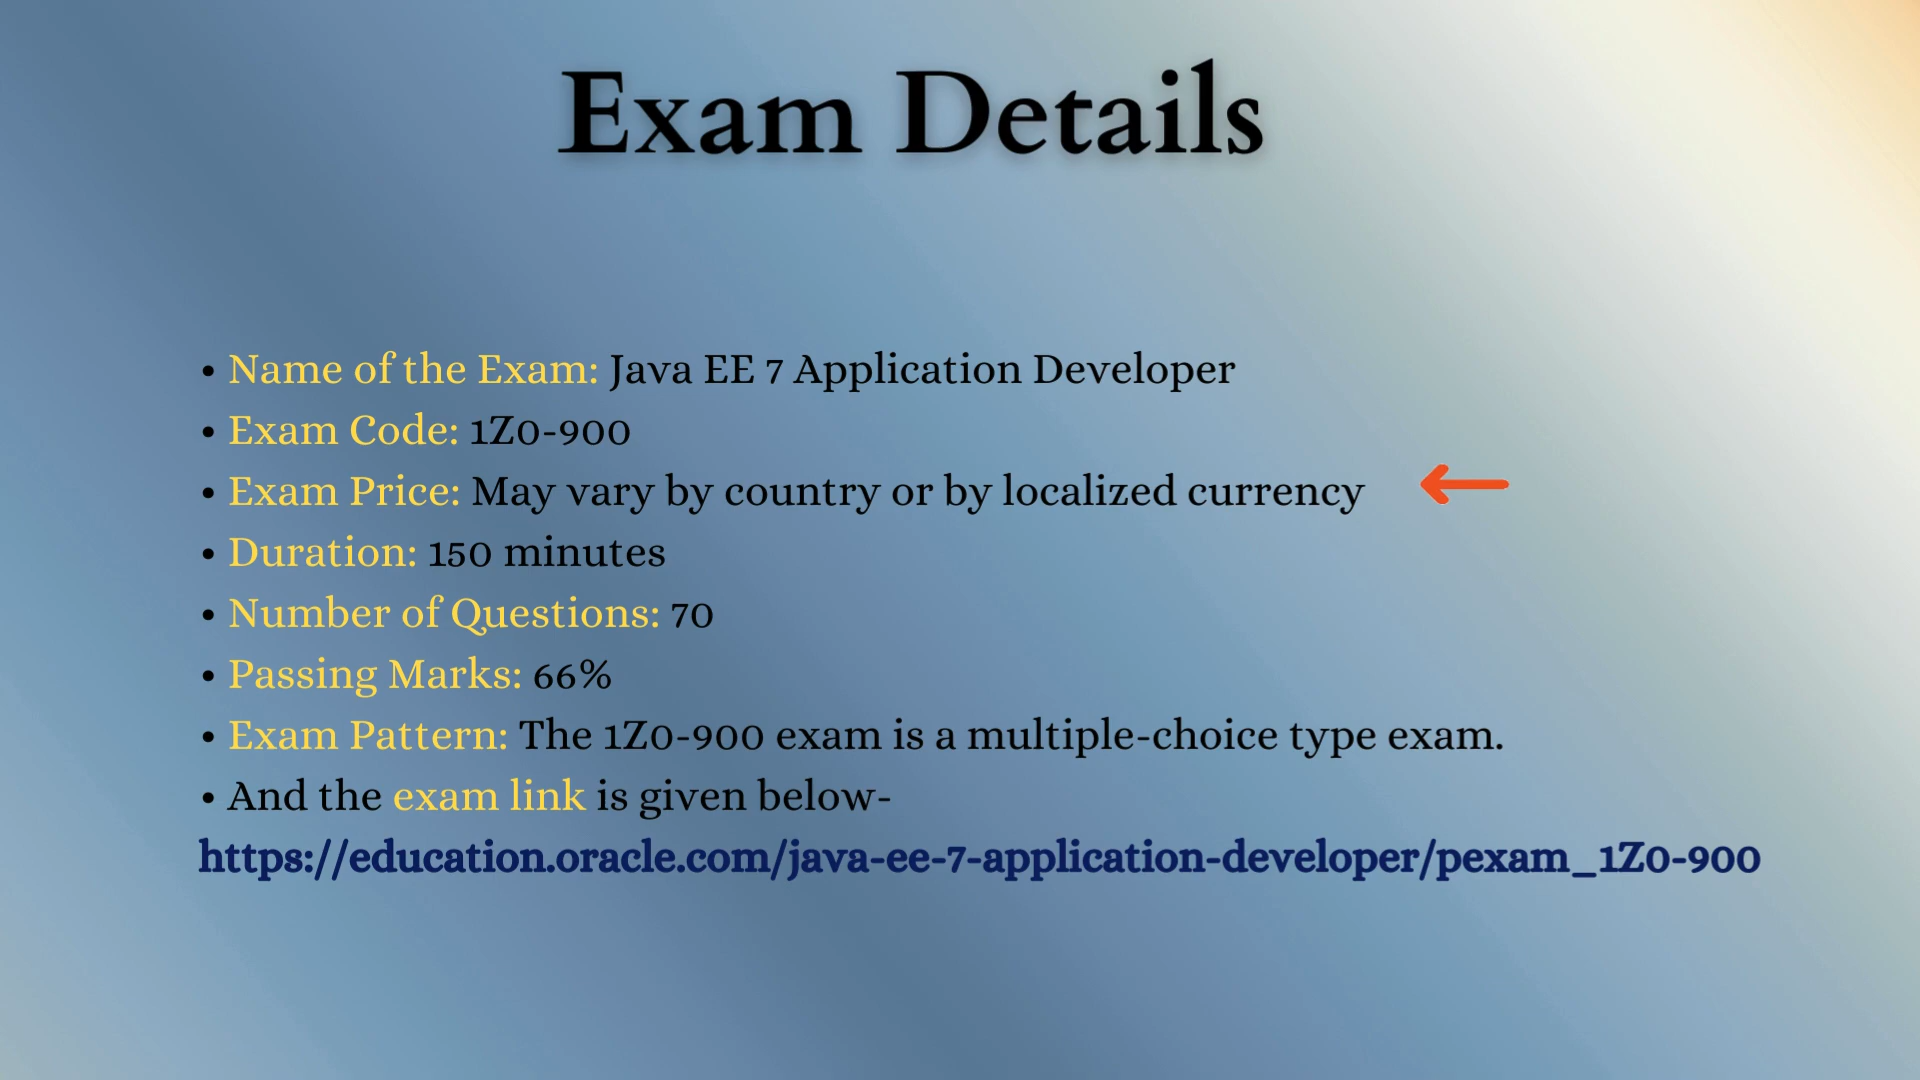 Exam Details
• Name of the Exam: Java EE 7 Application Developer
• Exam Code: 1Z0-900
• Exam Price: May vary by country or by localized currency
• Duration: 150 minutes
• Number of Questions: 70
• Passing Marks: 66%
• Exam Pattern: The 1Z0-900 exam is a multiple-choice type exam.
• And the exam link is given below-
https://education.oracle.com/java-ee-7-application-developer/pexam_1Z0-900